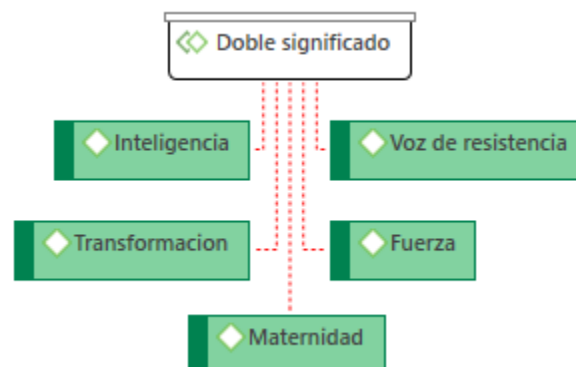 Doble significado
Inteligencia
Voz de resistencia
Transformacion
Fuerza
Maternidad